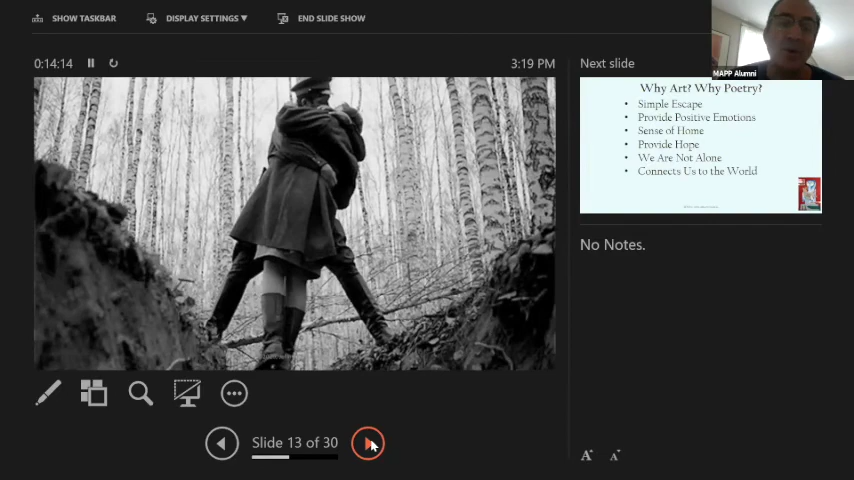 SHOW TASKBAR
DISPLAY SETTINGS ▼
END SLIDE SHOW
MAPP Alumni
0:14:14
3:19 PM
Next slide
Why Art? Why Poetry?
• Simple Escape
• Provide Positive Emotions
• Sense of Home
• Provide Hope
• We Are Not Alone
• Connects Us to the World
No Notes.
Slide 13 of 30
A A